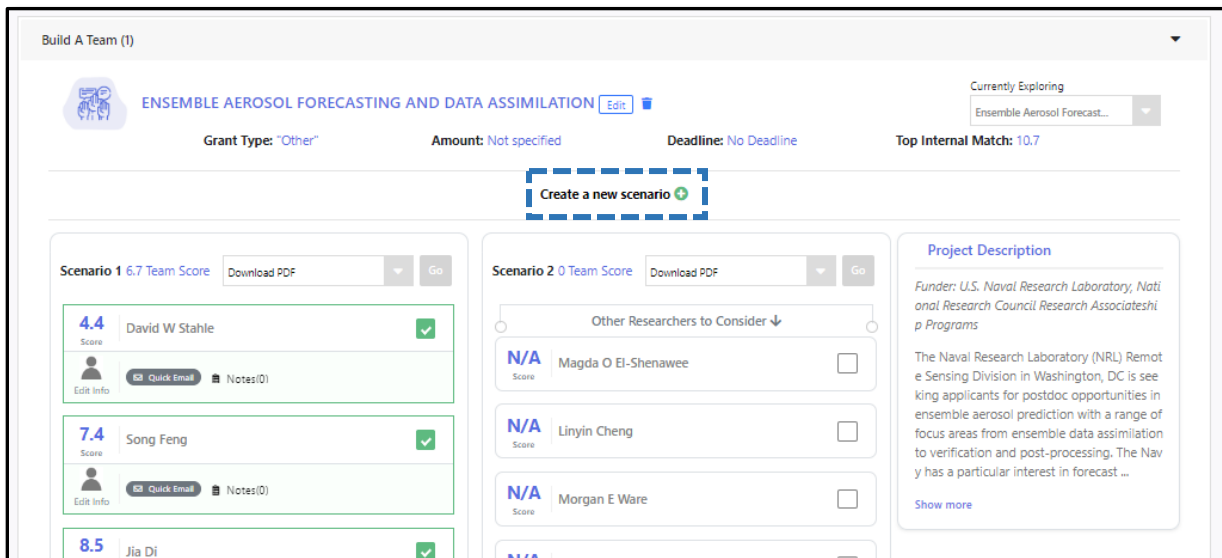 Build A Team (1)
ENSEMBLE AEROSOL FORECASTING AND DATA ASSIMILATION Edit
Currently Exploring
Ensemble Aerosol Forecast...
Grant Type: "Other" Amount: Not specified Deadline: No Deadline Top Internal Match: 10.7
Create a new scenario
Scenario 1 6.7 Team Score Download PDF Go
4.4
Score
David W Stahle
Edit Info
Quick Email Notes(0)
7.4
Score
Song Feng
Edit Info
Quick Email Notes(0)
8.5
Jia Di
Scenario 2 0 Team Score Download PDF Go
Other Researchers to Consider
N/A
Score
Magda O El-Shenawee
N/A
Score
Linyin Cheng
N/A
Score
Morgan E Ware
N/A
Project Description
Funder: U.S. Naval Research Laboratory, Nati
onal Research Council Research Associateshi
p Programs
The Naval Research Laboratory (NRL) Remot
e Sensing Division in Washington, DC is see
king applicants for postdoc opportunities in
ensemble aerosol prediction with a range of
focus areas from ensemble data assimilation
to verification and post-processing. The Nav
y has a particular interest in forecast ...
Show more